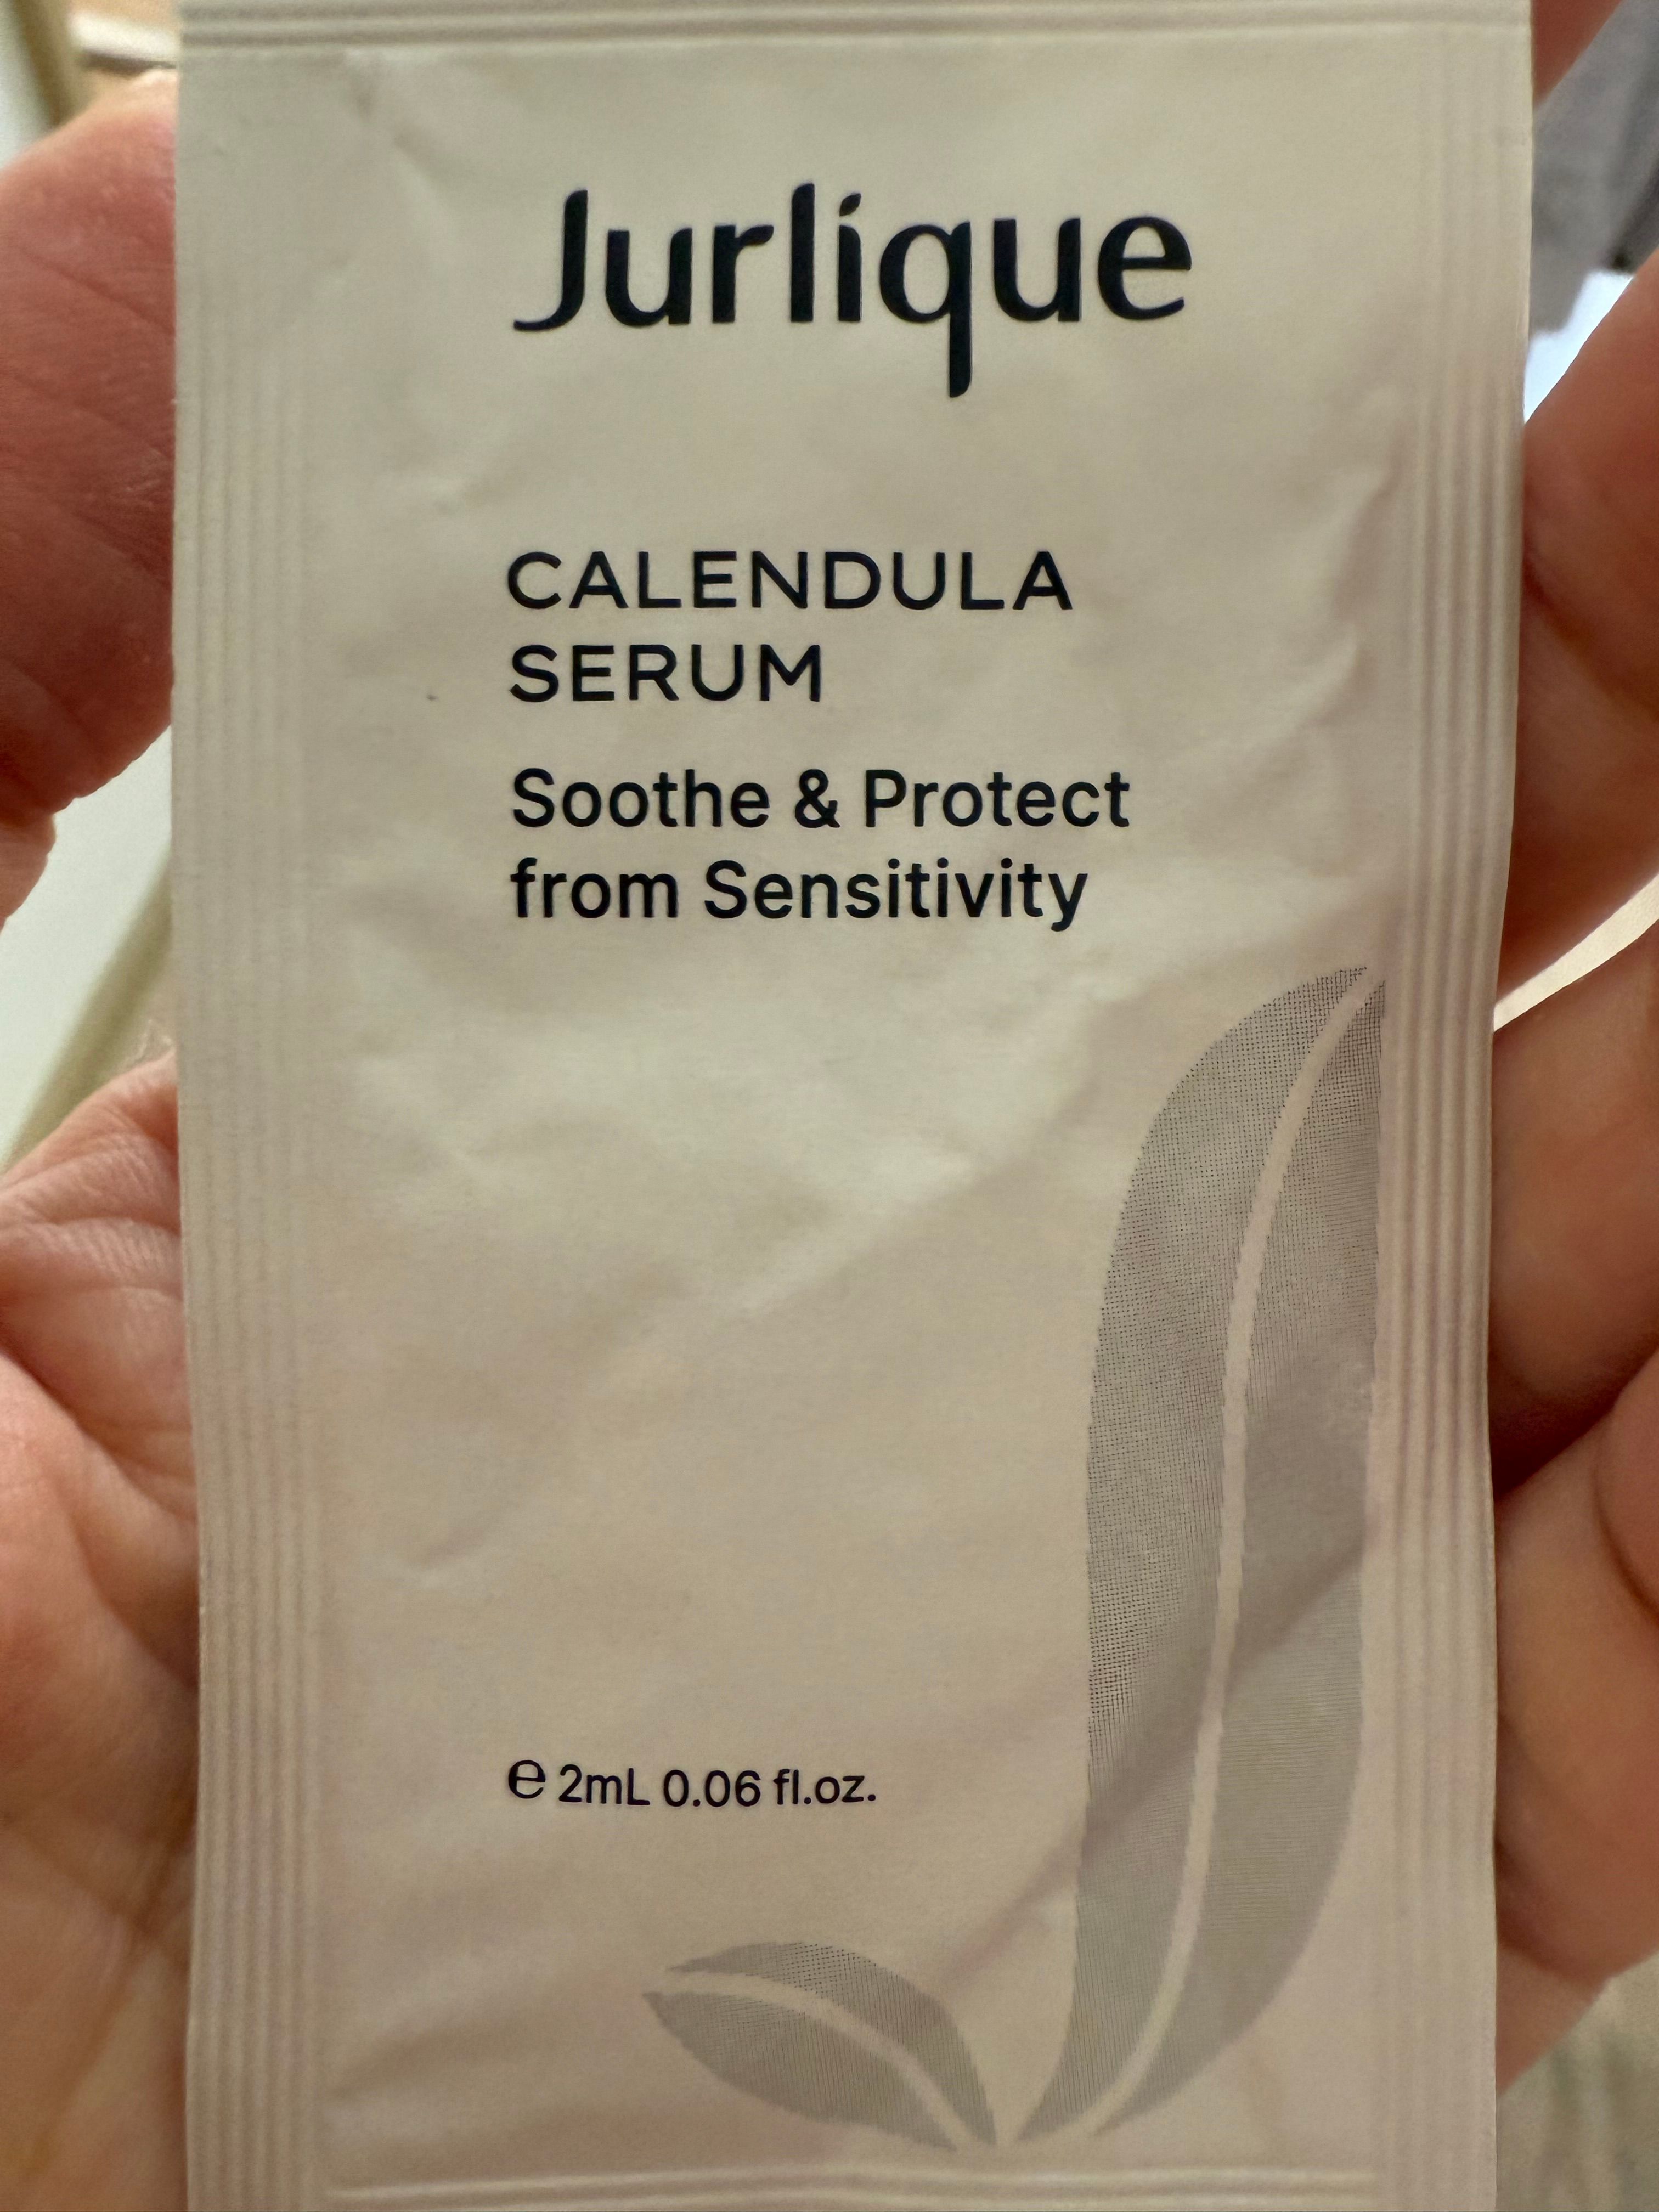 Jurlique
CALENDULA
SERUM
Soothe & Protect
from Sensitivity
℮ 2mL 0.06 fl.oz.